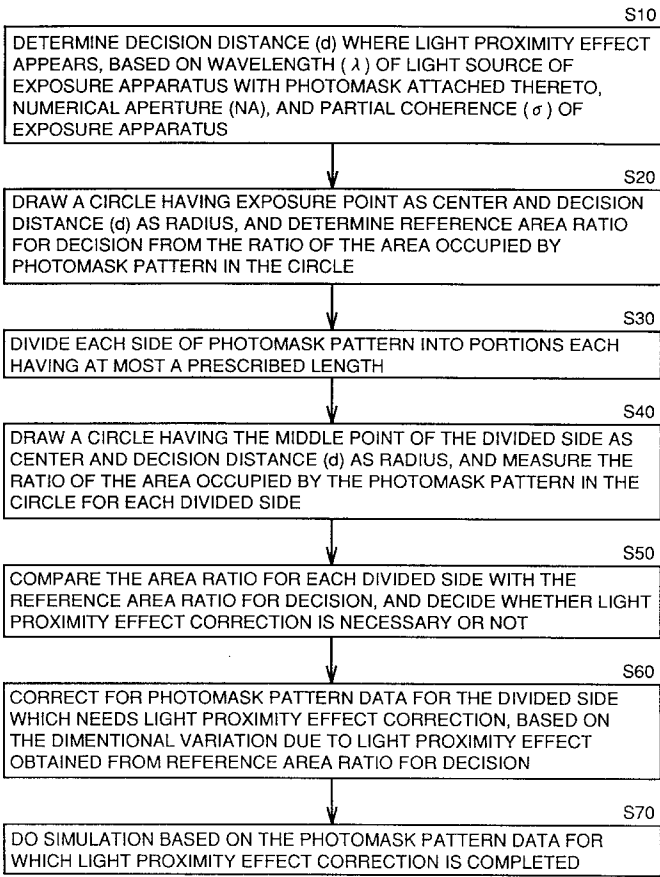 S10
DETERMINE DECISION DISTANCE (d) WHERE LIGHT PROXIMITY EFFECT
APPEARS, BASED ON WAVELENGTH (λ) OF LIGHT SOURCE OF
EXPOSURE APPARATUS WITH PHOTOMASK ATTACHED THERETO,
NUMERICAL APERTURE (NA), AND PARTIAL COHERENCE (σ) OF
EXPOSURE APPARATUS
S20
DRAW A CIRCLE HAVING EXPOSURE POINT AS CENTER AND DECISION
DISTANCE (d) AS RADIUS, AND DETERMINE REFERENCE AREA RATIO
FOR DECISION FROM THE RATIO OF THE AREA OCCUPIED BY
PHOTOMASK PATTERN IN THE CIRCLE
S30
DIVIDE EACH SIDE OF PHOTOMASK PATTERN INTO PORTIONS EACH
HAVING AT MOST A PRESCRIBED LENGTH
S40
DRAW A CIRCLE HAVING THE MIDDLE POINT OF THE DIVIDED SIDE AS
CENTER AND DECISION DISTANCE (d) AS RADIUS, AND MEASURE THE
RATIO OF THE AREA OCCUPIED BY THE PHOTOMASK PATTERN IN THE
CIRCLE FOR EACH DIVIDED SIDE
S50
COMPARE THE AREA RATIO FOR EACH DIVIDED SIDE WITH THE
REFERENCE AREA RATIO FOR DECISION, AND DECIDE WHETHER LIGHT
PROXIMITY EFFECT CORRECTION IS NECESSARY OR NOT
S60
CORRECT FOR PHOTOMASK PATTERN DATA FOR THE DIVIDED SIDE
WHICH NEEDS LIGHT PROXIMITY EFFECT CORRECTION, BASED ON
THE DIMENTIONAL VARIATION DUE TO LIGHT PROXIMITY EFFECT
OBTAINED FROM REFERENCE AREA RATIO FOR DECISION
S70
DO SIMULATION BASED ON THE PHOTOMASK PATTERN DATA FOR
WHICH LIGHT PROXIMITY EFFECT CORRECTION IS COMPLETED